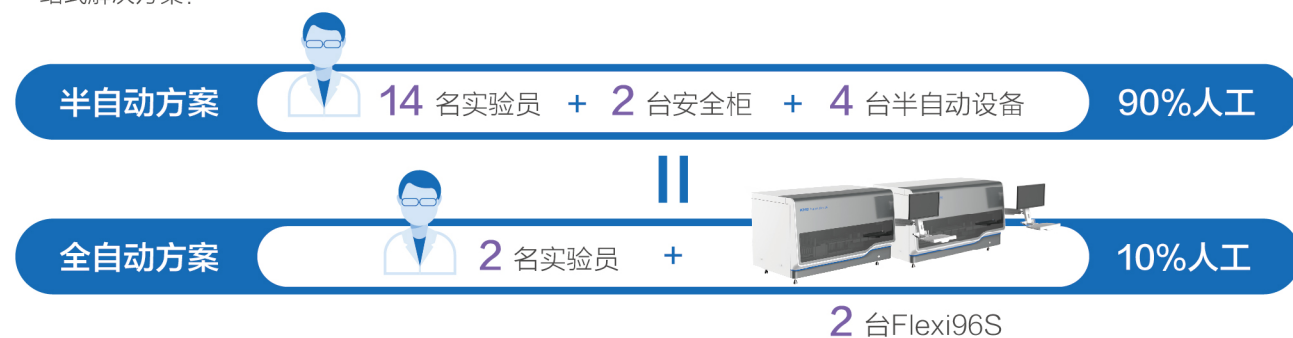 半自动方案 14 名实验员 + 2 台安全柜 + 4 台半自动设备 90%人工
全自动方案 2 名实验员 + 10%人工
2 台Flexi96S